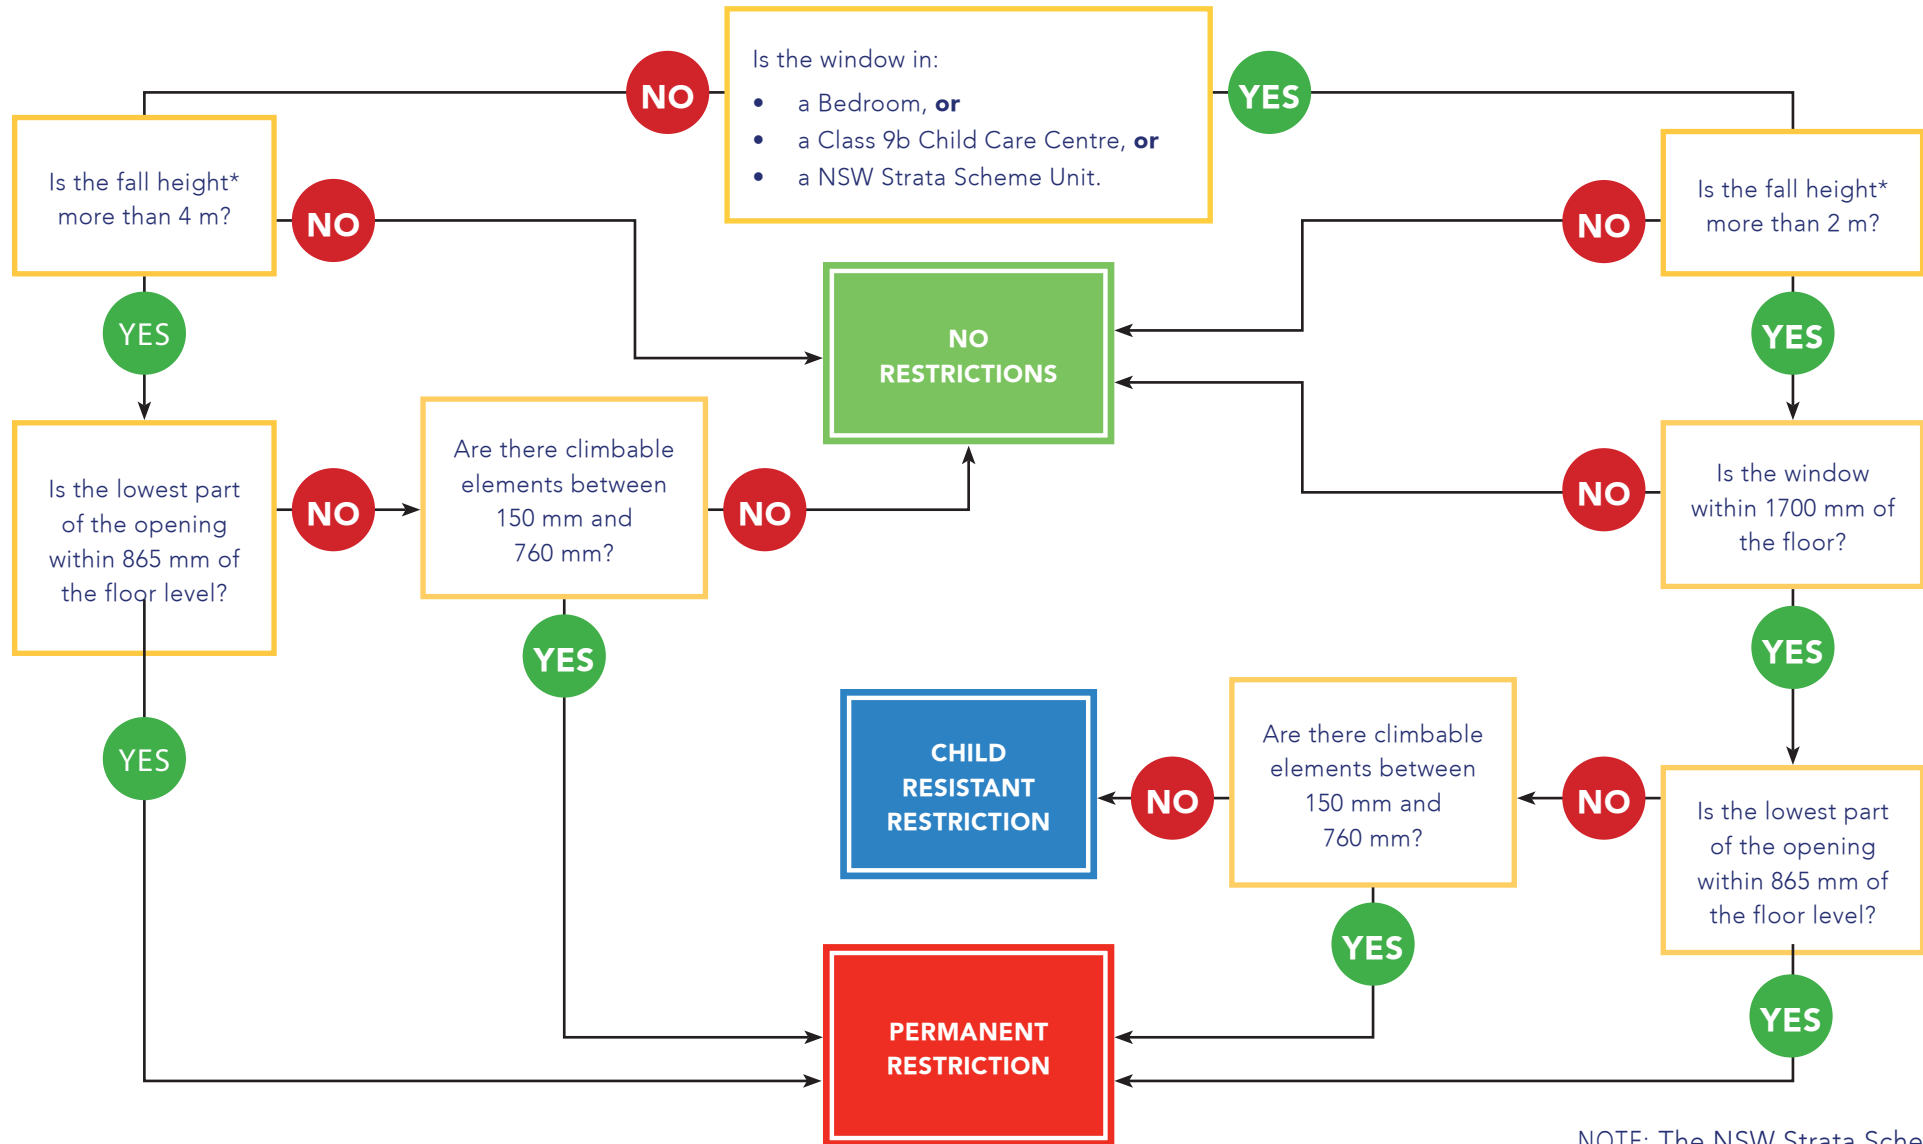 Is the window in:
• a Bedroom, or
• a Class 9b Child Care Centre, or
• a NSW Strata Scheme Unit.
NO
YES
Is the fall height*
more than 4 m?
NO
YES
Is the fall height*
more than 2 m?
NO
YES
NO
RESTRICTIONS
Is the lowest part
of the opening
within 865 mm of
the floor level?
NO
YES
Are there climbable
elements between
150 mm and
760 mm?
NO
YES
Is the window
within 1700 mm of
the floor?
NO
YES
CHILD
RESISTANT
RESTRICTION
NO
Are there climbable
elements between
150 mm and
760 mm?
YES
NO
Is the lowest part
of the opening
within 865 mm of
the floor level?
YES
PERMANENT
RESTRICTION
NOTE: The NSW Strata Sche